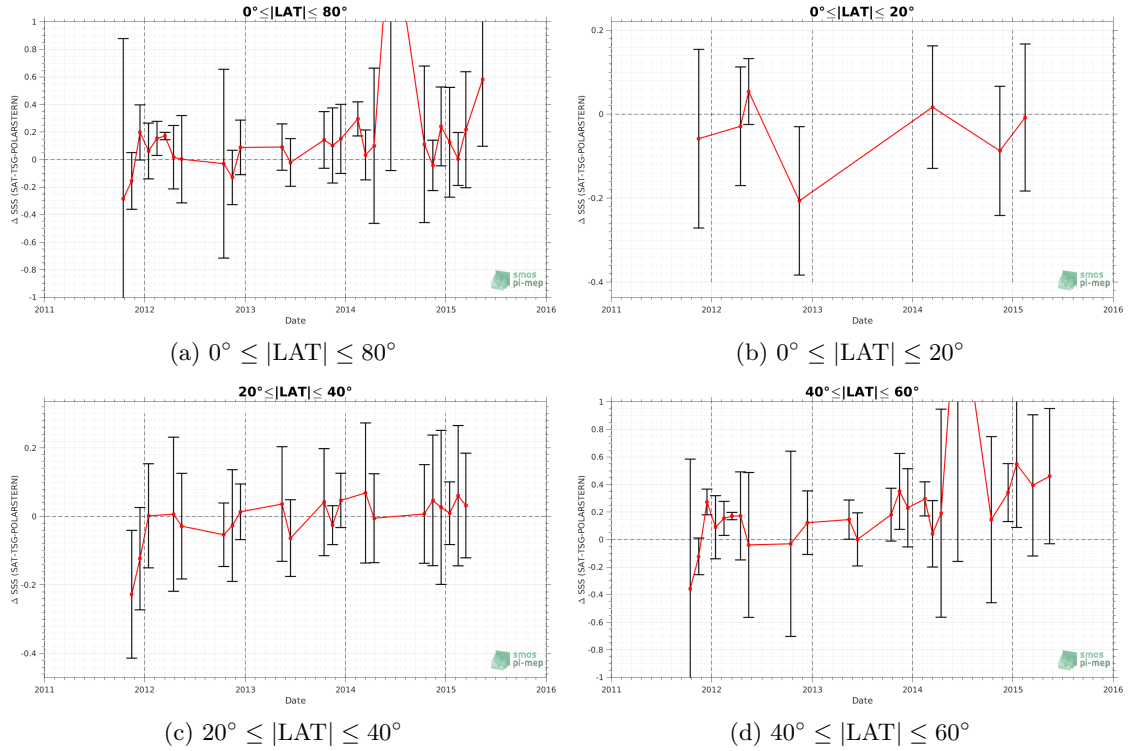 0°≤|LAT|≤ 80°
Δ SSS (SAT-TSG-POLARSTERN)
1
0.8
0.6
0.4
0.2
0
-0.2
-0.4
-0.6
-0.8
-1
2011
2012
2013
2014
2015
2016
Date
smos
pi-mep
(a) 0° ≤ |LAT| ≤ 80°
0°≤|LAT|≤ 20°
Δ SSS (SAT-TSG-POLARSTERN)
0.2
0
-0.2
-0.4
2011
2012
2013
2014
2015
2016
Date
smos
pi-mep
(b) 0° ≤ |LAT| ≤ 20°
20°≤|LAT|≤ 40°
Δ SSS (SAT-TSG-POLARSTERN)
0.2
0
-0.2
-0.4
2011
2012
2013
2014
2015
2016
Date
smos
pi-mep
(c) 20° ≤ |LAT| ≤ 40°
40°≤|LAT|≤ 60°
Δ SSS (SAT-TSG-POLARSTERN)
1
0.8
0.6
0.4
0.2
0
-0.2
-0.4
-0.6
-0.8
-1
2011
2012
2013
2014
2015
2016
Date
smos
pi-mep
(d) 40° ≤ |LAT| ≤ 60°